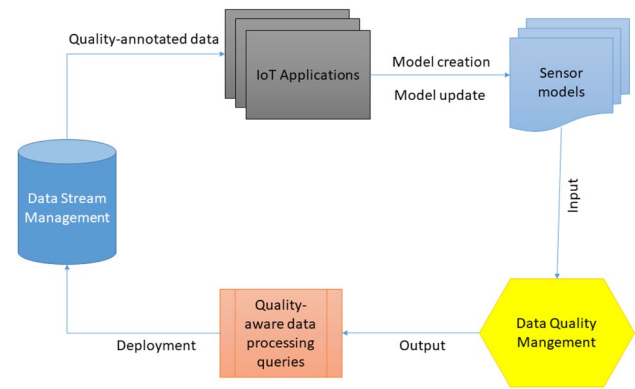 Quality-annotated data
IoT Applications
Model creation
Model update
Sensor
models
Data Stream
Management
Input
Quality-
aware data
processing
queries
Data Quality
Mangement
Deployment
Output